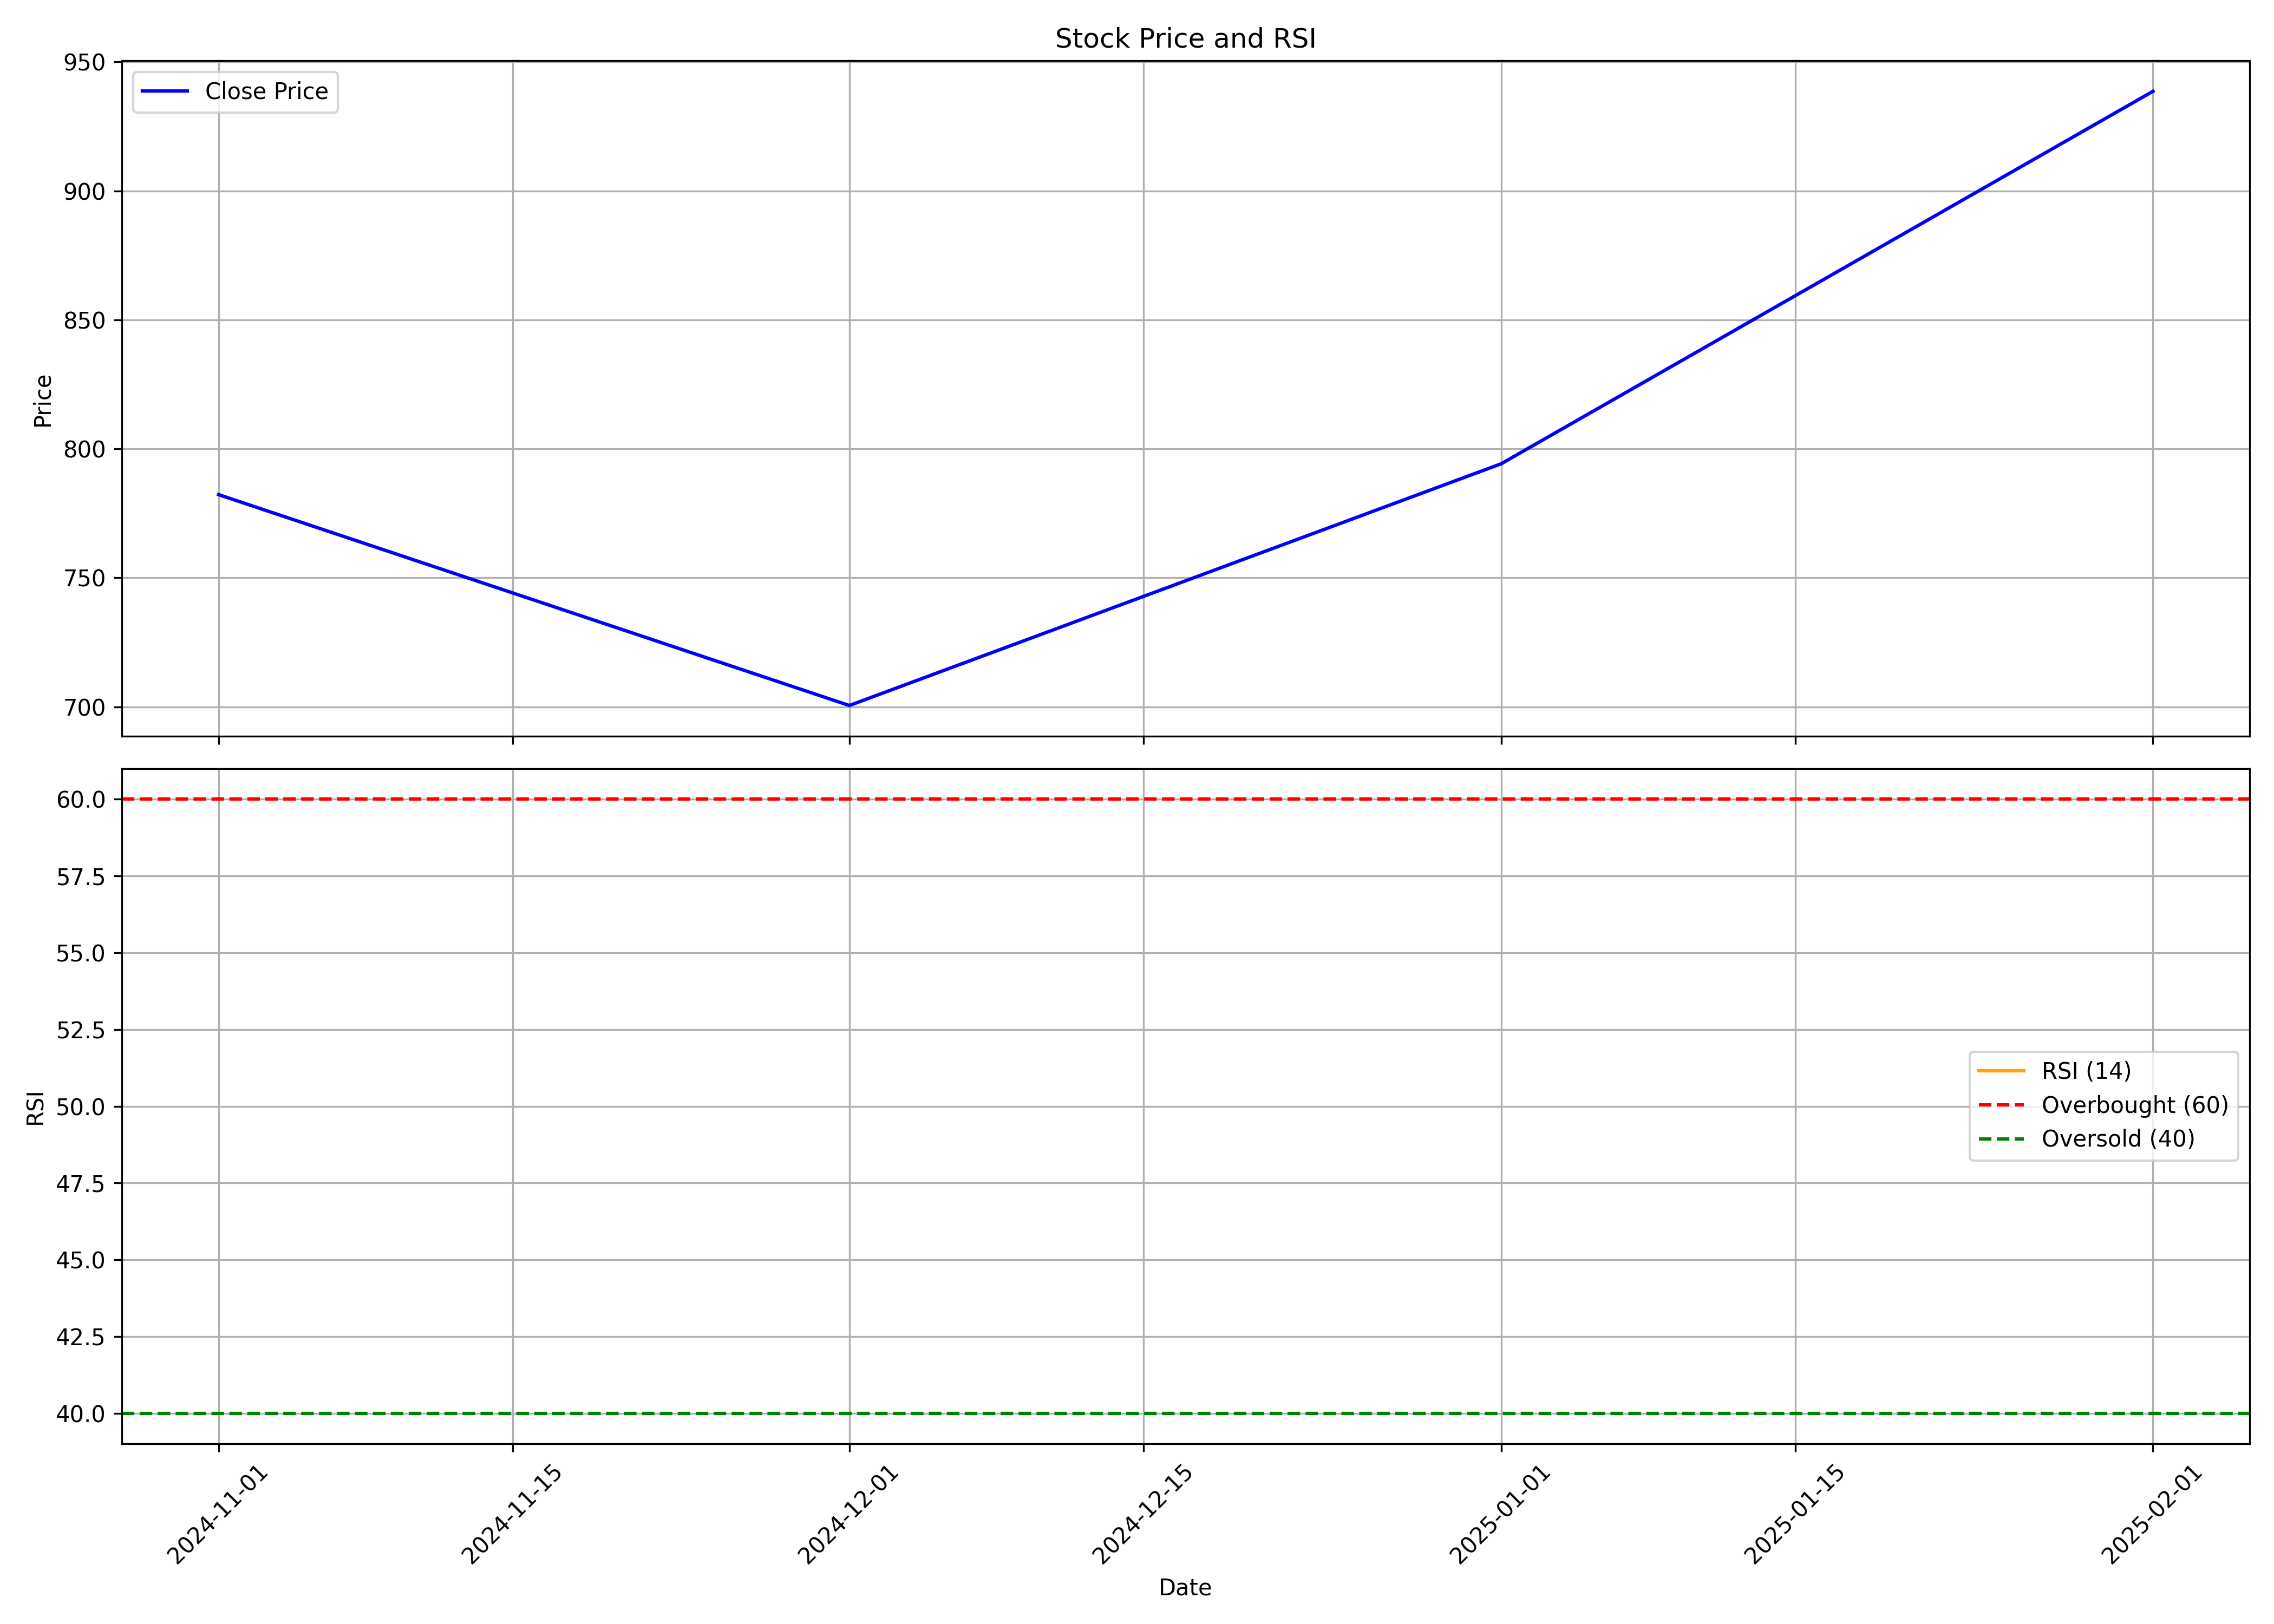 Stock Price and RSI
Close Price
Price
950
900
850
800
750
700
RSI
60.0
57.5
55.0
52.5
50.0
47.5
45.0
42.5
40.0
RSI (14)
Overbought (60)
Oversold (40)
2024-11-01
2024-11-15
2024-12-01
2024-12-15
2025-01-01
2025-01-15
2025-02-01
Date